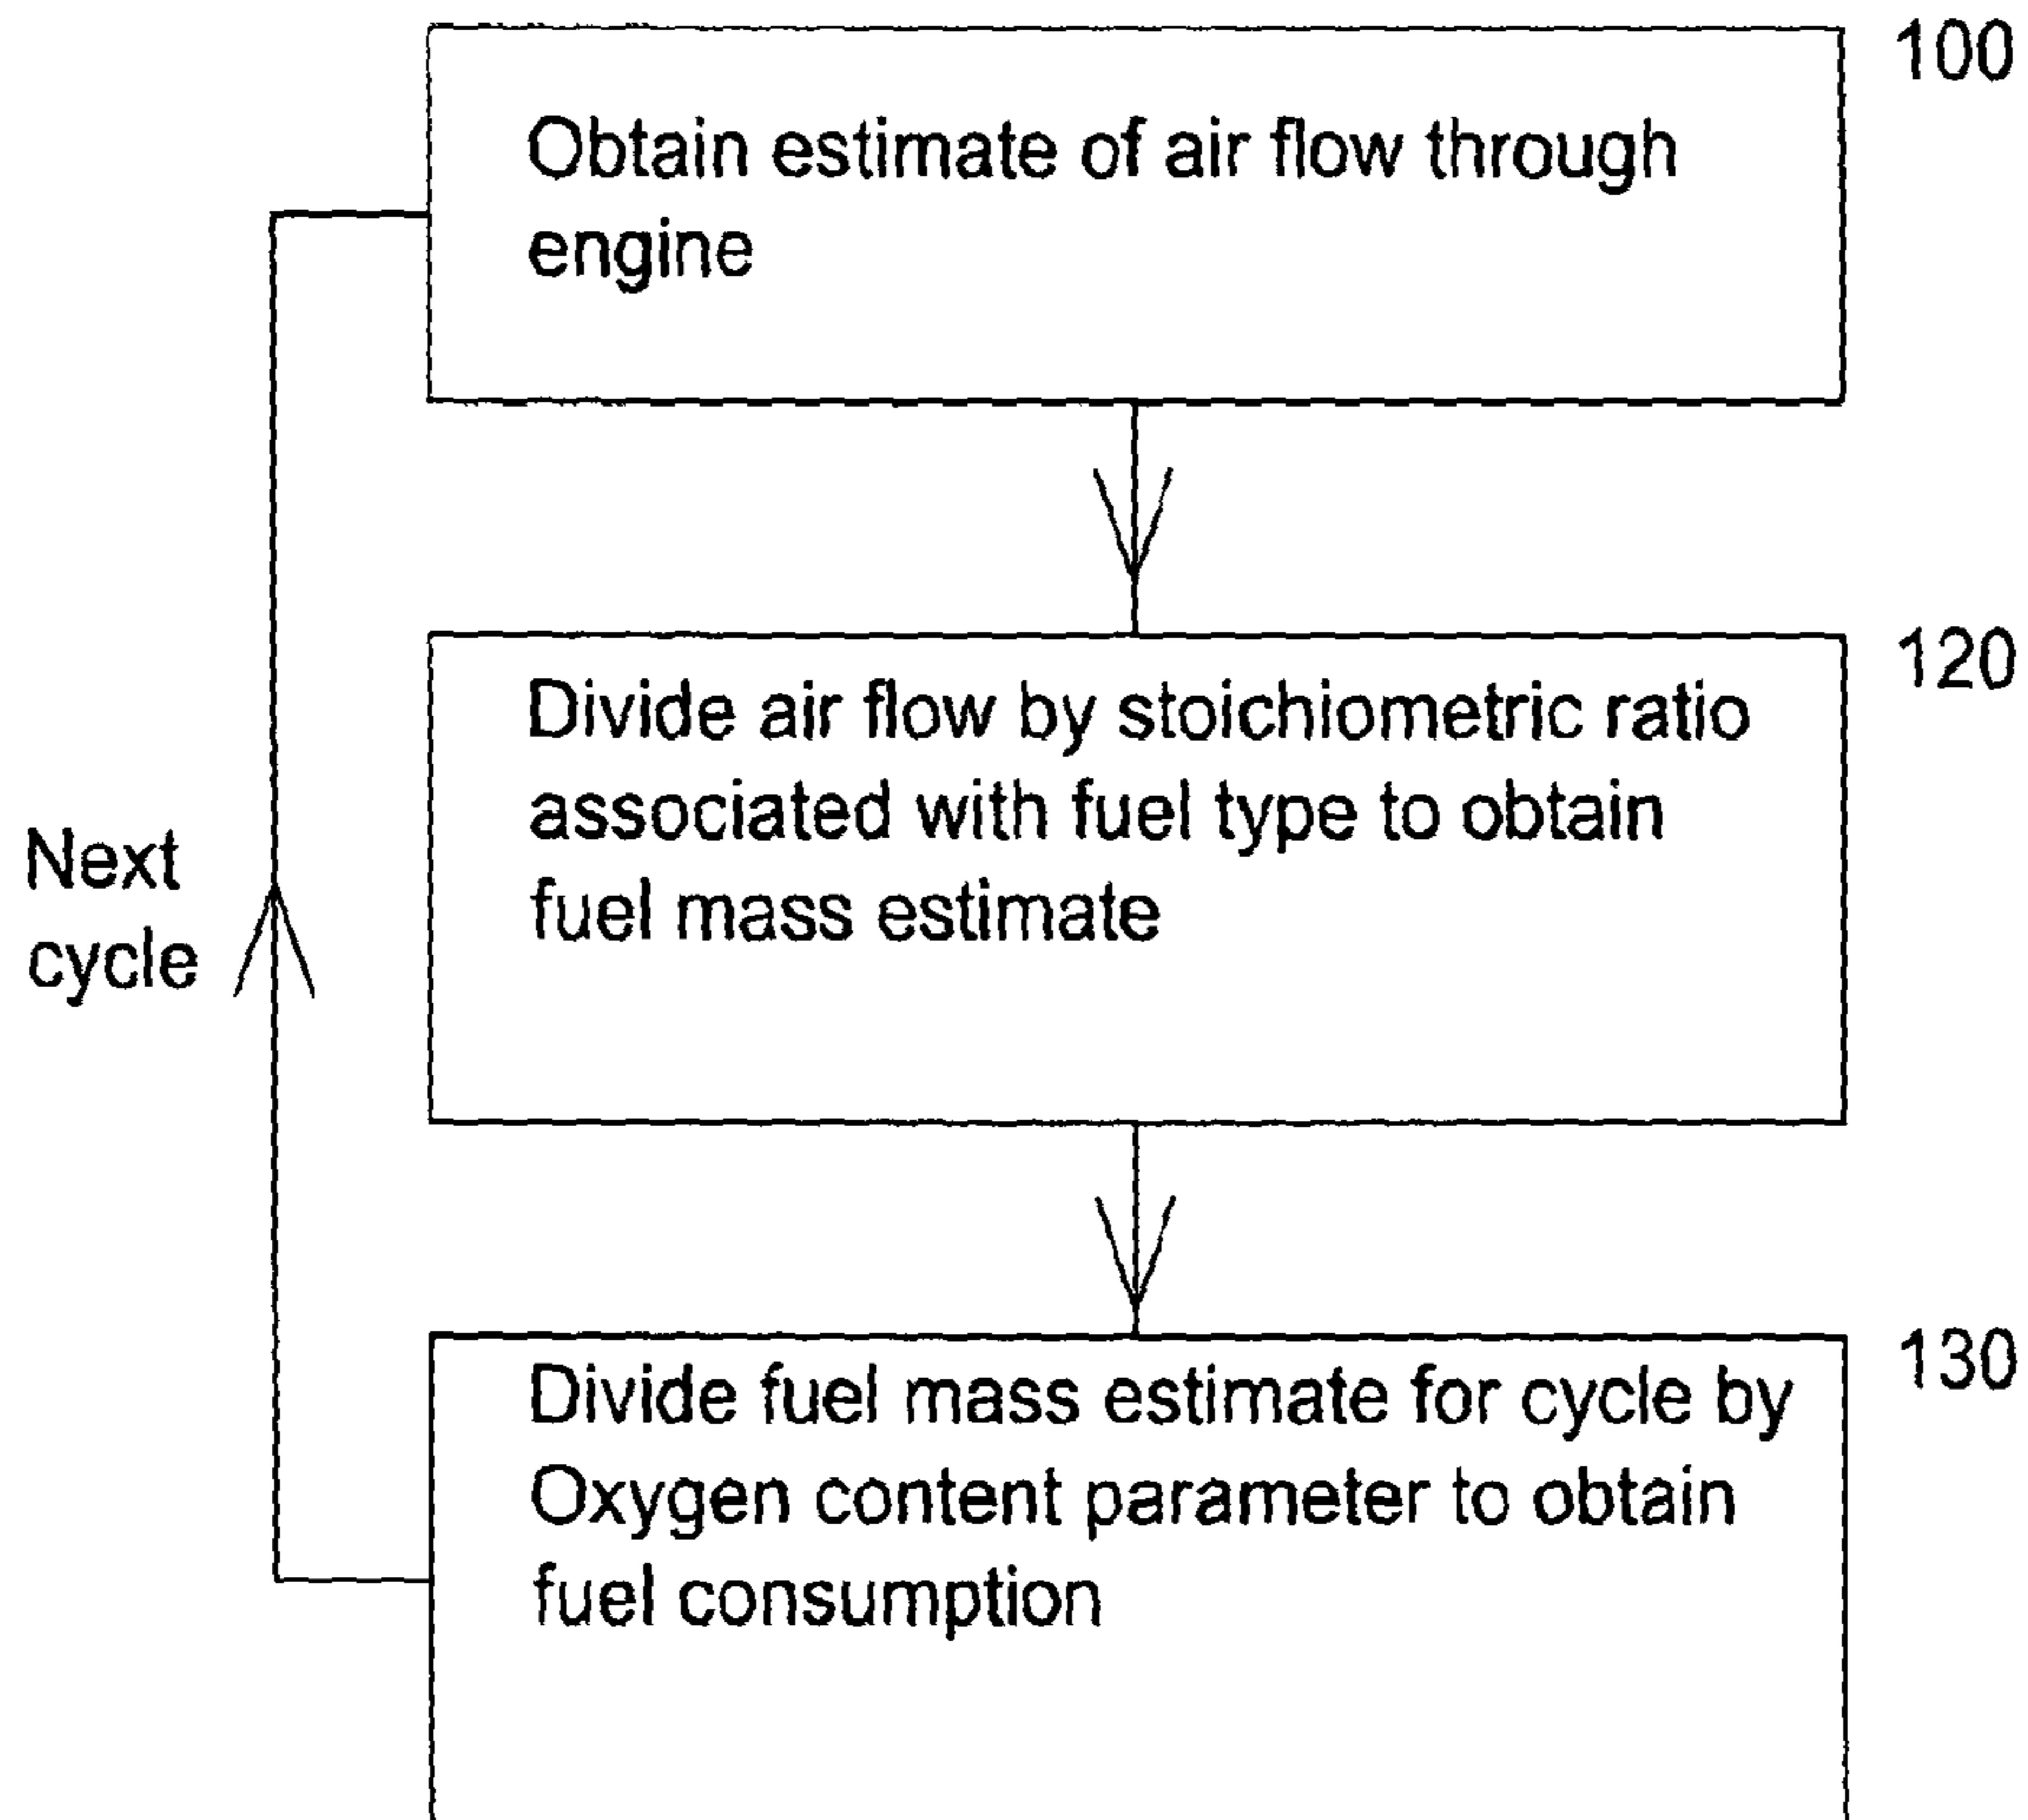 100
Obtain estimate of air flow through
engine
120
Divide air flow by stoichiometric ratio
associated with fuel type to obtain
fuel mass estimate
Next
cycle
130
Divide fuel mass estimate for cycle by
Oxygen content parameter to obtain
fuel consumption